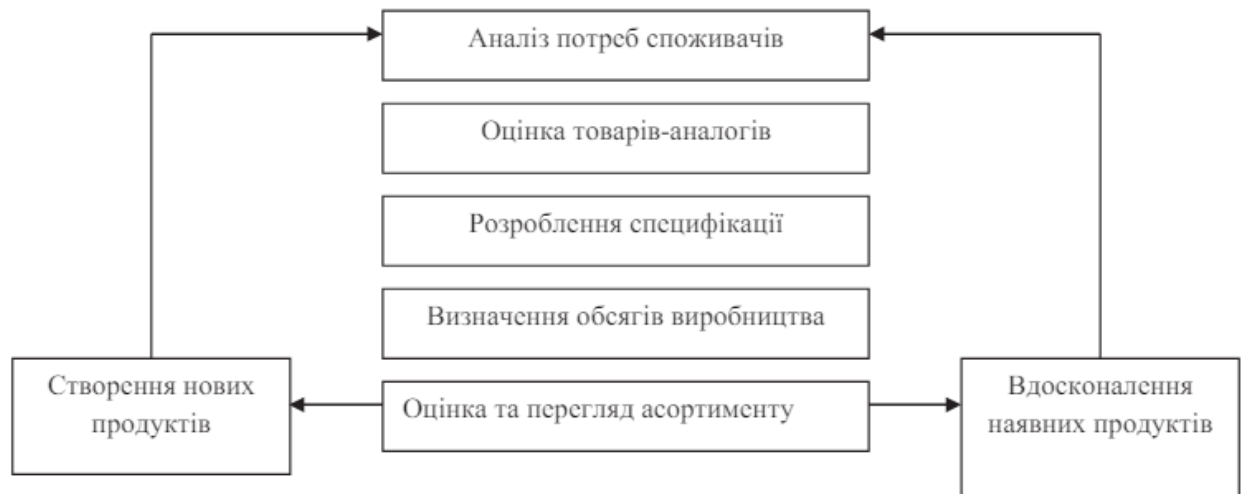 Аналіз потреб споживачів
Оцінка товарів-аналогів
Розроблення специфікації
Визначення обсягів виробництва
Створення нових
продуктів
Оцінка та перегляд асортименту
Вдосконалення
наявних продуктів